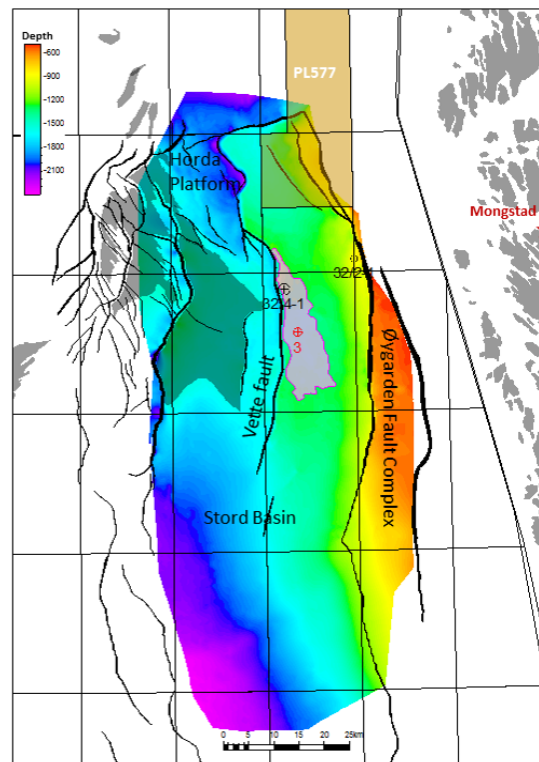 Depth
-600
-900
-1200
-1500
-1800
-2100
PL577
Horda
Platform
Mongstad
32/2-1
32/4-1
3
Vette fault
Øygarden Fault Complex
Stord Basin
0 5 10 15 20 25km